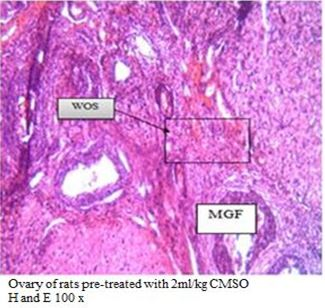 WOS
MGF
Ovary of rats pre-treated with 2ml/kg CMSO
H and E 100 x